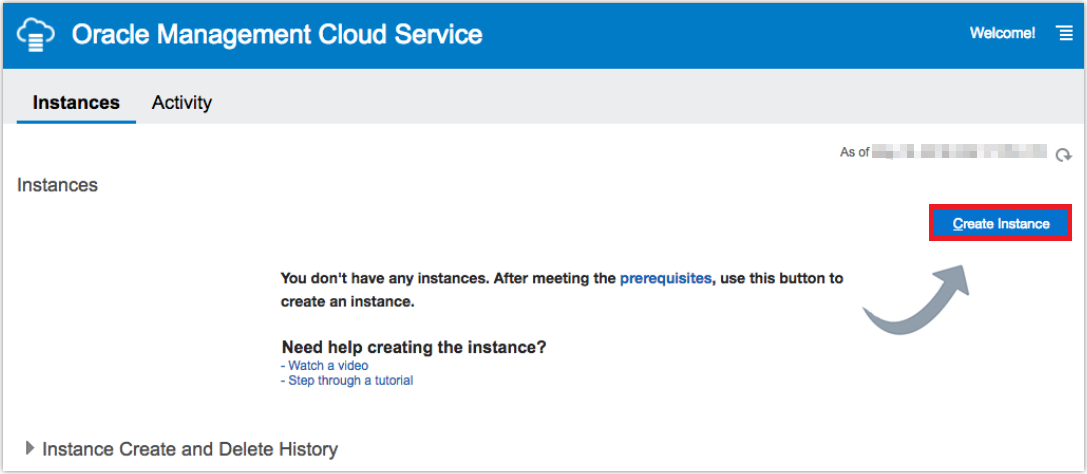 Oracle Management Cloud Service
Welcome!
Instances
Activity
As of
Instances
Create Instance
You don't have any instances. After meeting the prerequisites, use this button to
create an instance.
Need help creating the instance?
- Watch a video
- Step through a tutorial
Instance Create and Delete History